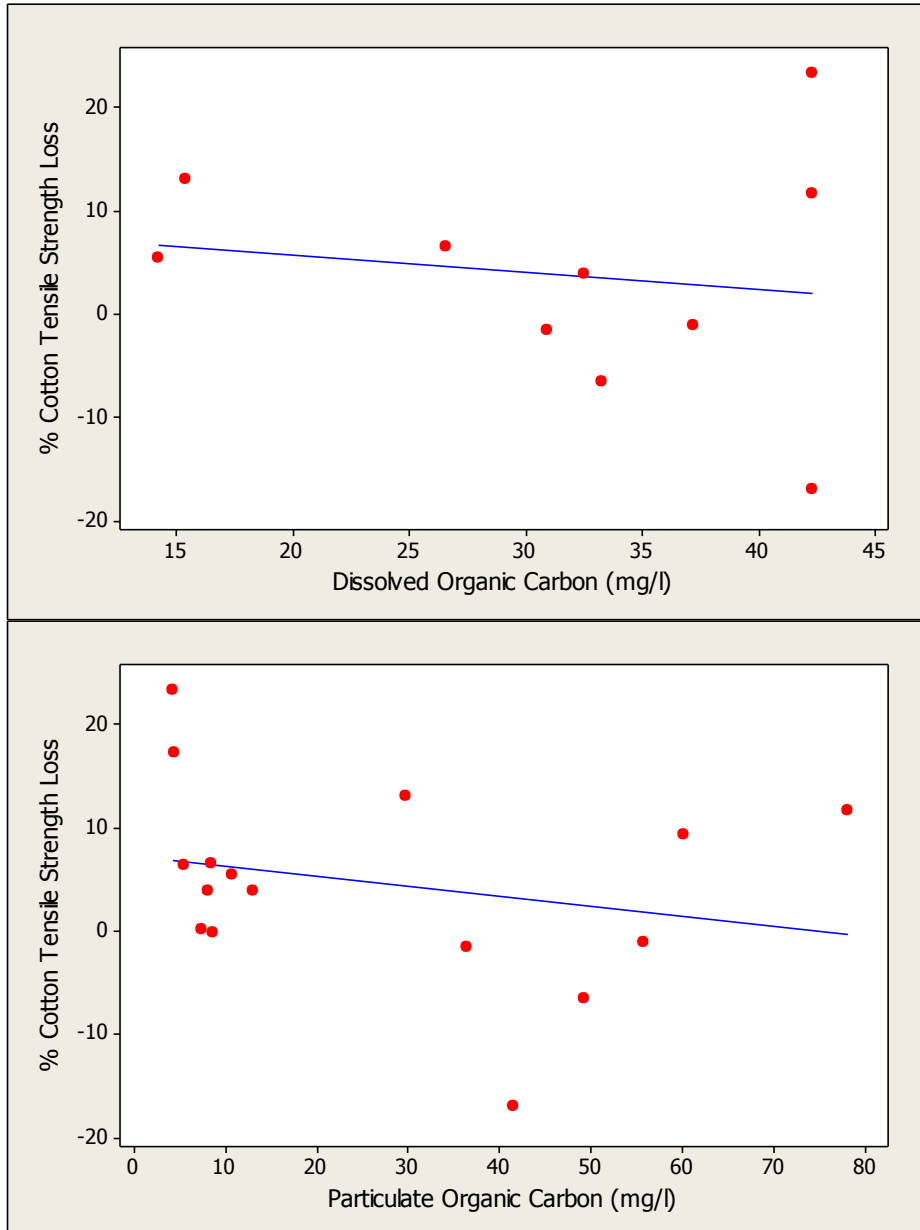 % Cotton Tensile Strength Loss
20
10
0
-10
-20
15 20 25 30 35 40 45
Dissolved Organic Carbon (mg/l)
% Cotton Tensile Strength Loss
20
10
0
-10
-20
0 10 20 30 40 50 60 70 80
Particulate Organic Carbon (mg/l)